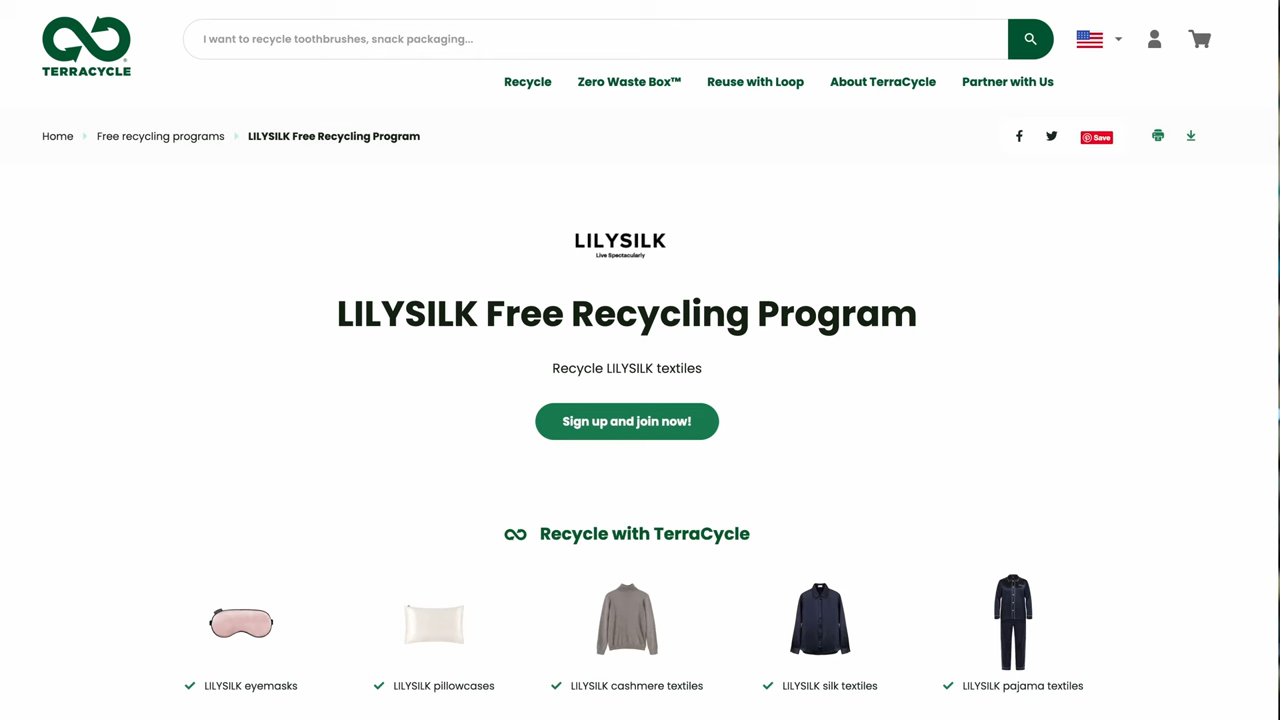 TERRACYCLE
I want to recycle toothbrushes, snack packaging...
Recycle Zero Waste Box™ Reuse with Loop About TerraCycle Partner with Us
Home Free recycling programs LILYSILK Free Recycling Program
Save
LILYSILK
Live Spectacularly
LILYSILK Free Recycling Program
Recycle LILYSILK textiles
Sign up and join now!
Recycle with TerraCycle
LILYSILK eyemasks LILYSILK pillowcases LILYSILK cashmere textiles LILYSILK silk textiles LILYSILK pajama textiles